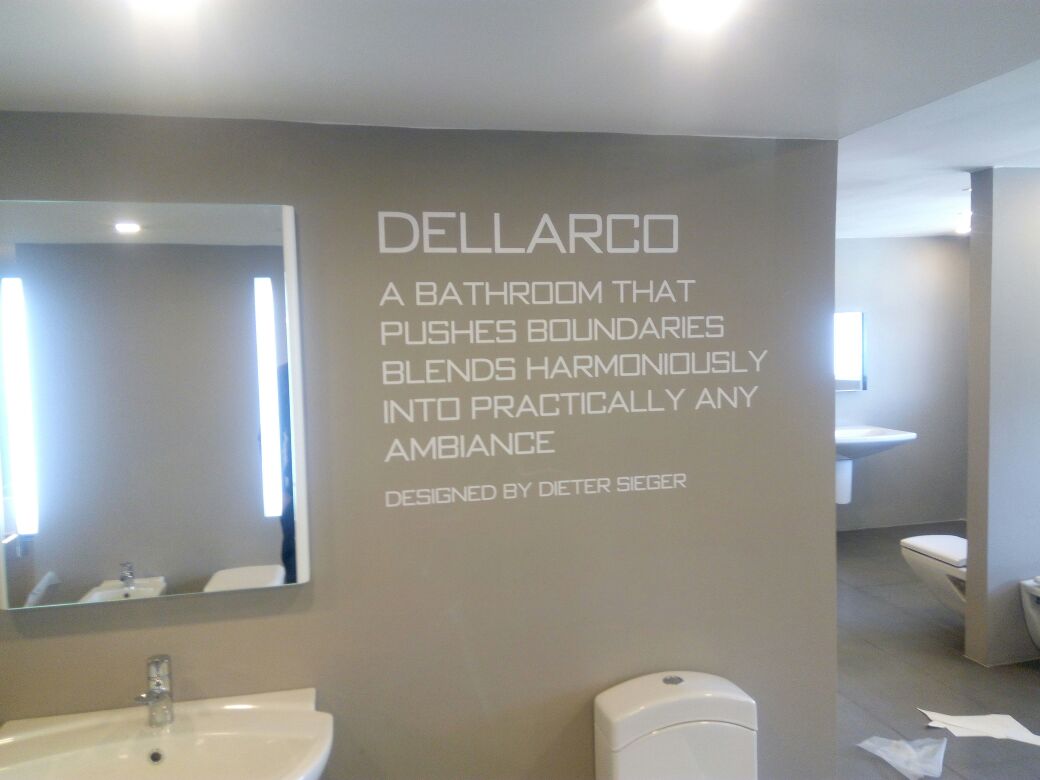 DELLARCO
A BATHROOM THAT
PUSHES BOUNDARIES
BLENDS HARMONIOUSLY
INTO PRACTICALLY ANY
AMBIANCE
DESIGNED BY DIETER SIEGER